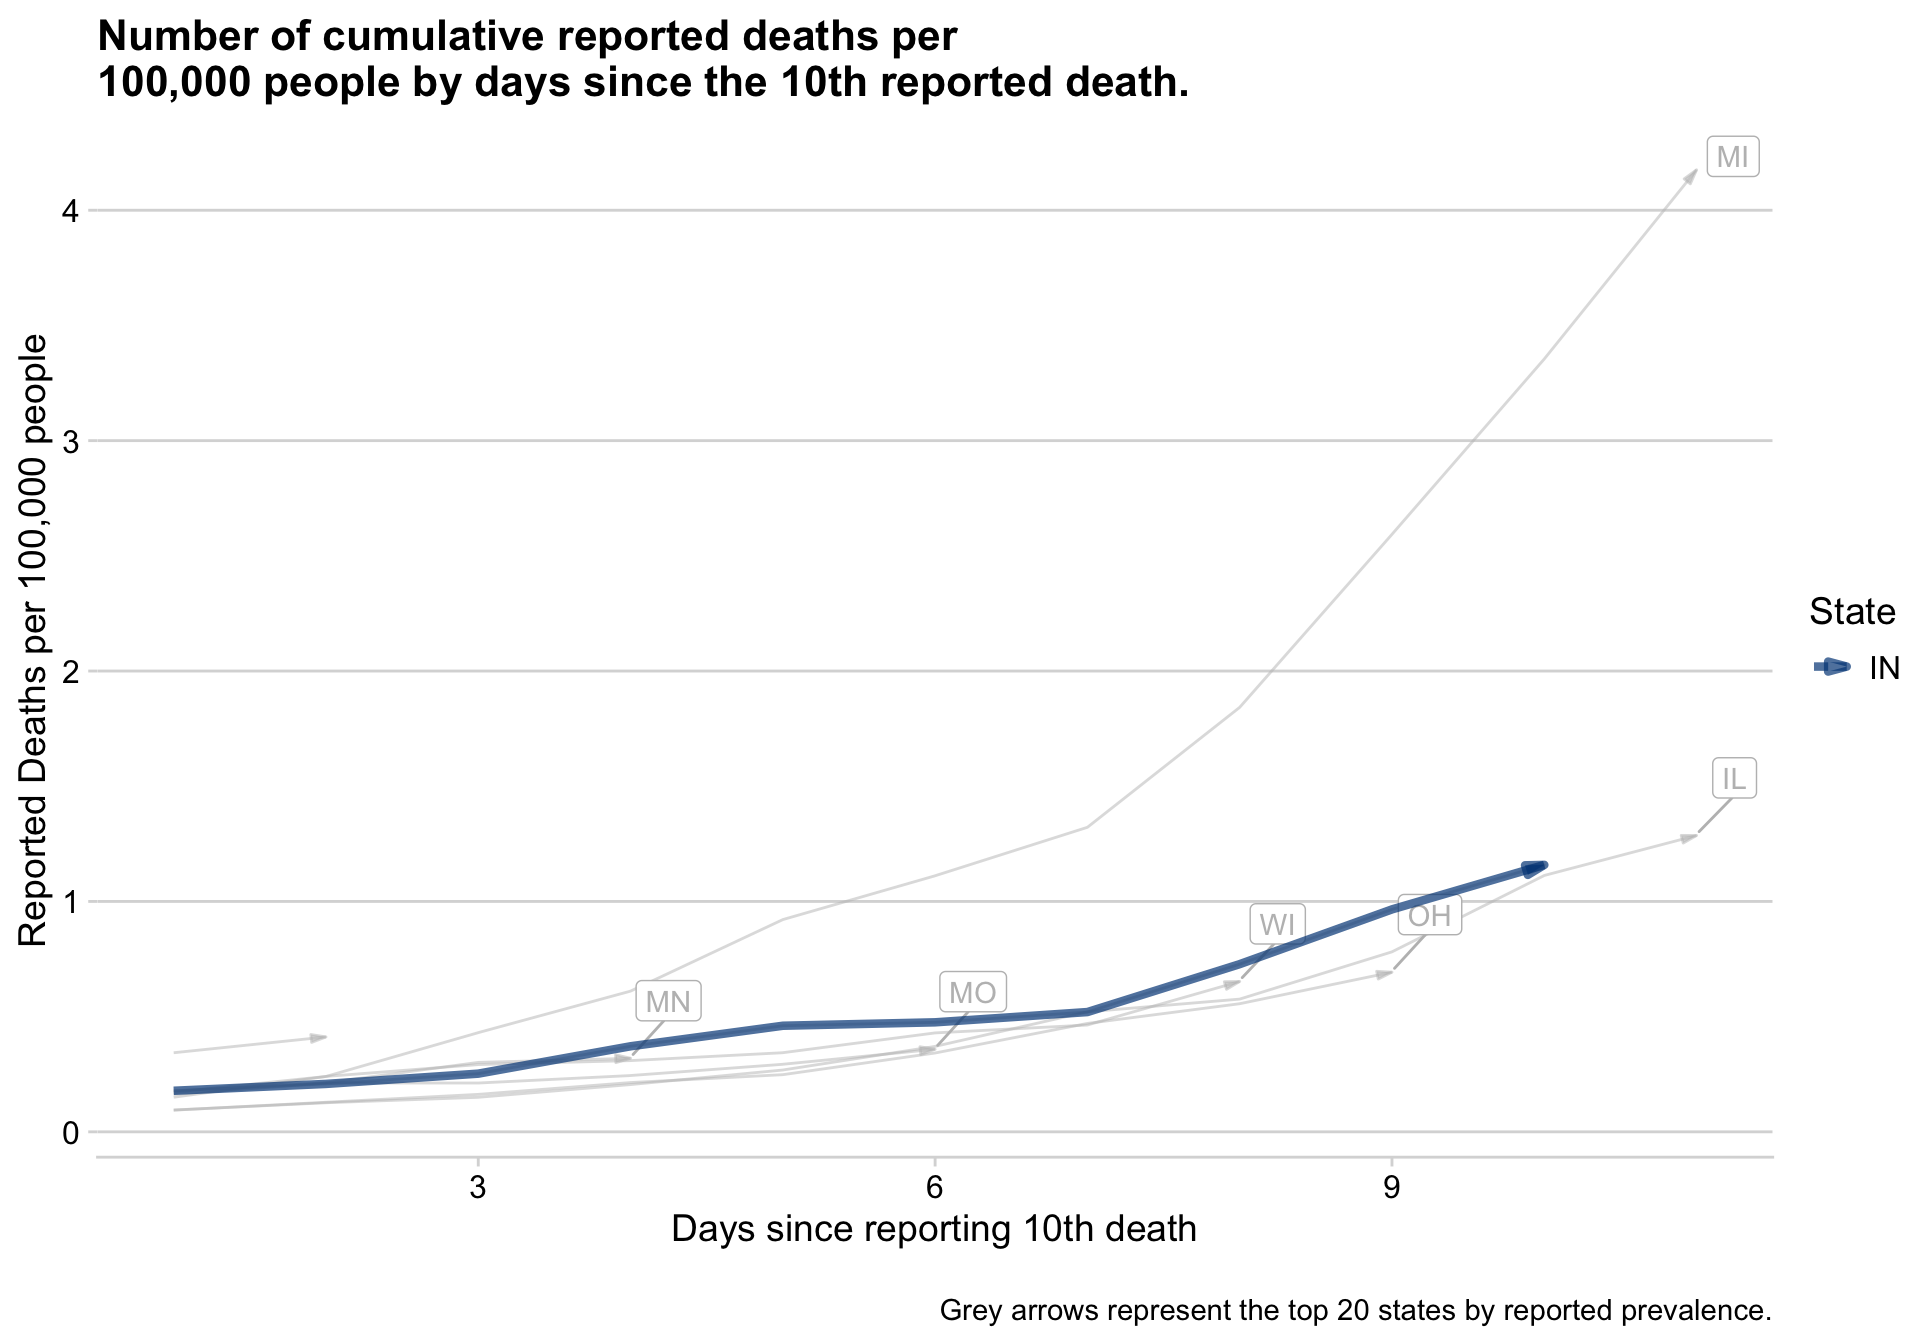 Number of cumulative reported deaths per
100,000 people by days since the 10th reported death.
Reported Deaths per 100,000 people
4
3
2
1
0
MI
IL
OH
WI
MO
MN
State
IN
3
6
9
Days since reporting 10th death
Grey arrows represent the top 20 states by reported prevalence.